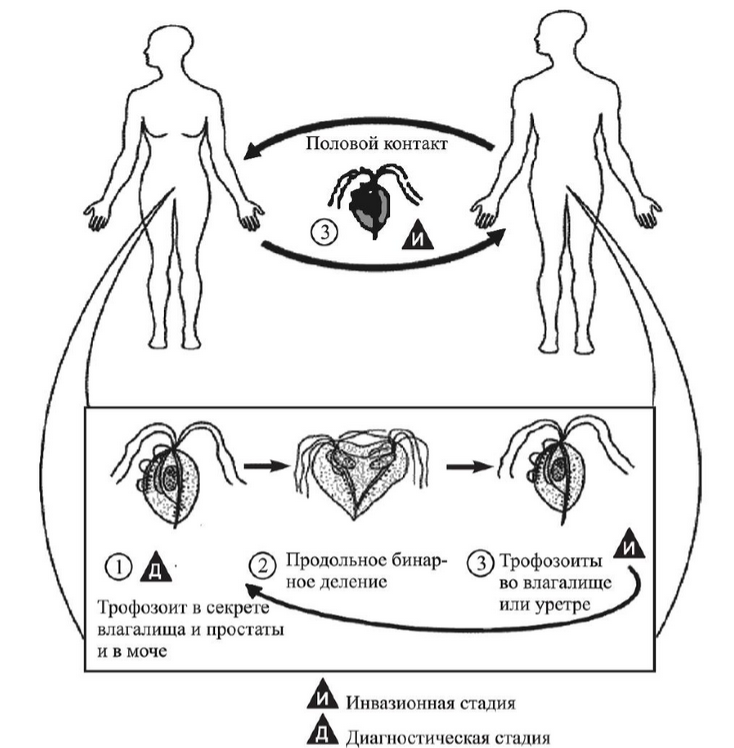 Половой контакт
3
И
1
Д
Трофозоит в секрете
влагалища и простаты
и в моче
2
Продольное бинар-
ное деление
3
Трофозоиты
во влагалище
или уретре
И
И Инвазионная стадия
Д Диагностическая стадия